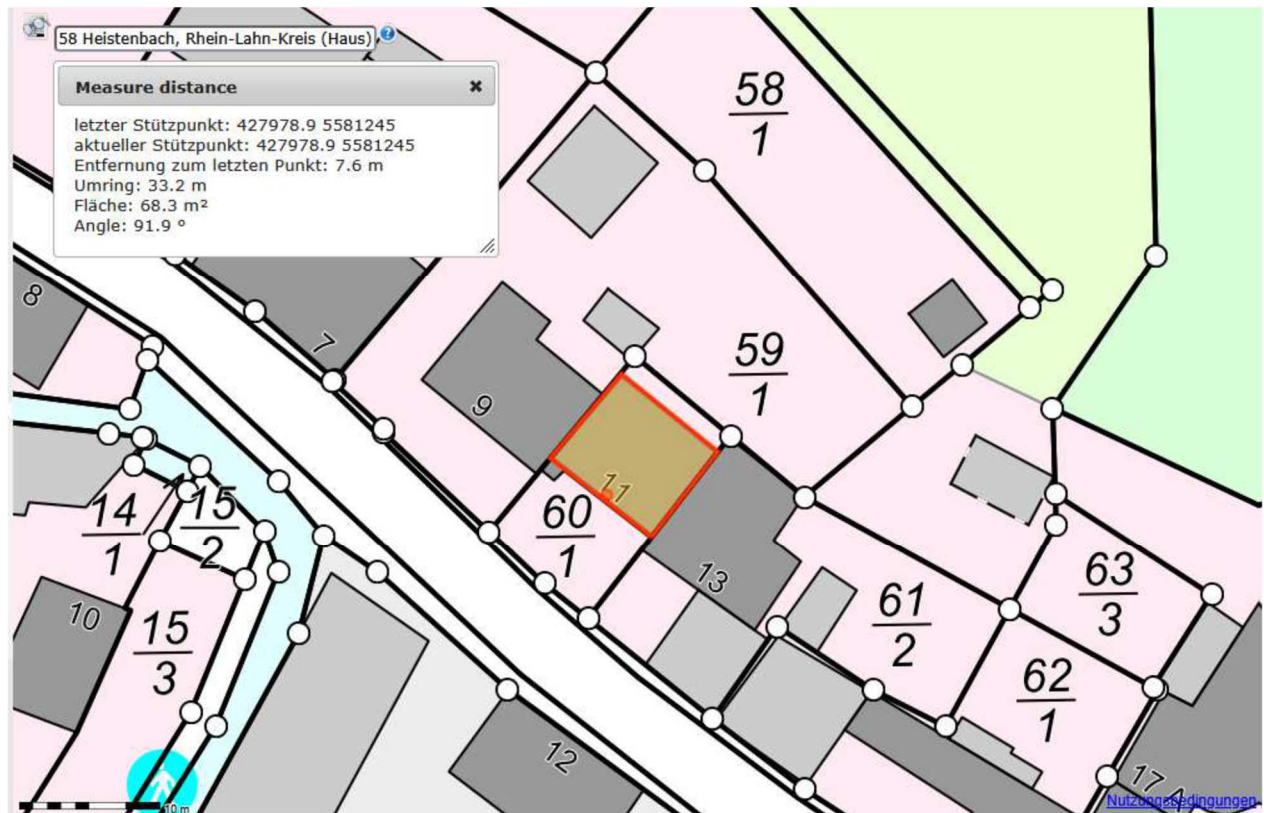 58 Heistenbach, Rhein-Lahn-Kreis (Haus)
?
Measure distance
letzter Stützpunkt: 427978.9 5581245
aktueller Stützpunkt: 427978.9 5581245
Entfernung zum letzten Punkt: 7.6 m
Umring: 33.2 m
Fläche: 68.3 m²
Angle: 91.9 °
58
1
8
7
59
1
9
11
60
1
14
1
15
2
13
63
3
61
2
10
15
3
62
1
12
17 A
10 m
Nutzungsbedingungen